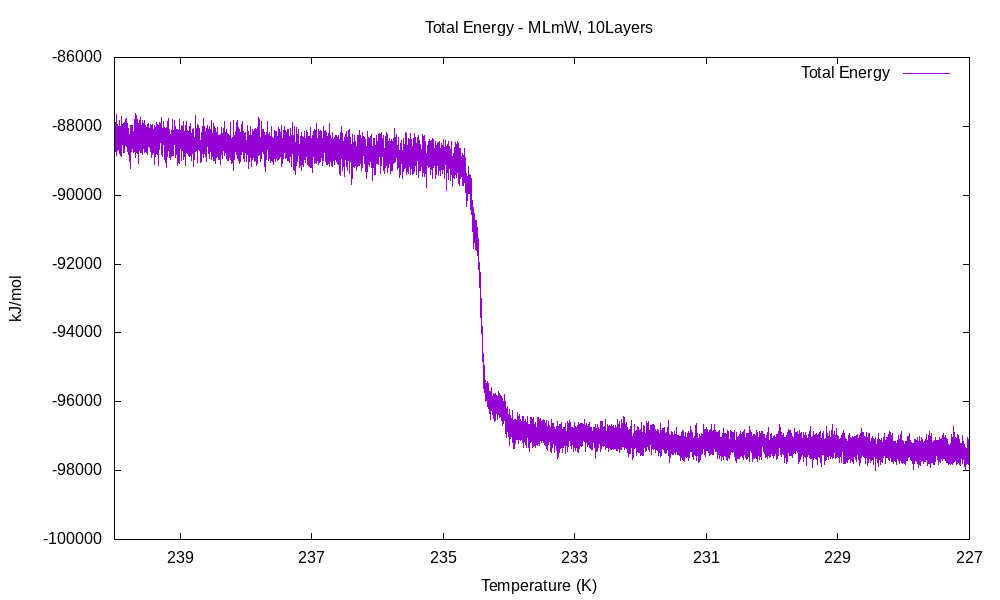 Total Energy - MLmW, 10Layers
Total Energy
-86000
-88000
-90000
-92000
-94000
-96000
-98000
-100000
kJ/mol
239 237 235 233 231 229 227
Temperature (K)